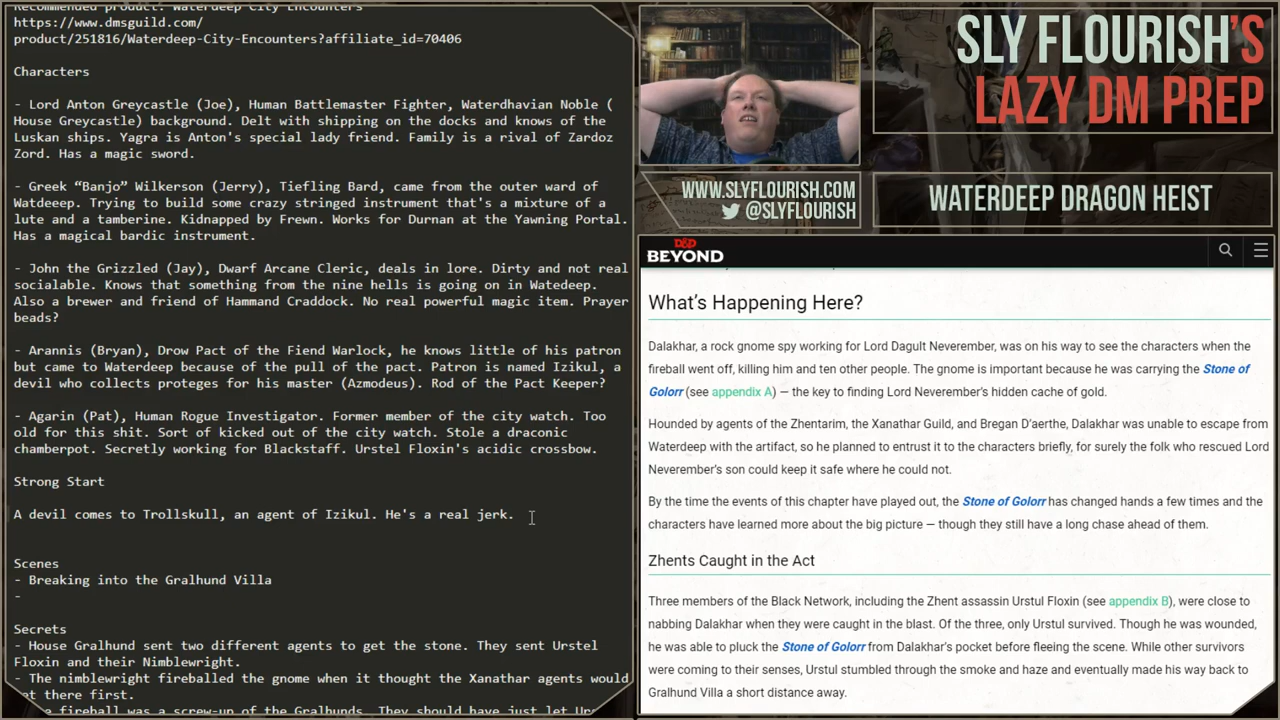 Recommended product: Waterdeep City Encounters
https://www.dmsguild.com/
product/251816/Waterdeep-City-Encounters?affiliate_id=70406
Characters
- Lord Anton Greycastle (Joe), Human Battlemaster Fighter, Waterdhavian Noble (
House Greycastle) background. Delt with shipping on the docks and knows of the
Luskan ships. Yagra is Anton's special lady friend. Family is a rival of Zardoz
Zord. Has a magic sword.
- Greek “Banjo” Wilkerson (Jerry), Tiefling Bard, came from the outer ward of
Watdeeep. Trying to build some crazy stringed instrument that's a mixture of a
lute and a tamberine. Kidnapped by Frewn. Works for Durnan at the Yawning Portal.
Has a magical bardic instrument.
- John the Grizzled (Jay), Dwarf Arcane Cleric, deals in lore. Dirty and not real
socialable. Knows that something from the nine hells is going on in Watedeep.
Also a brewer and friend of Hammand Craddock. No real powerful magic item. Prayer
beads?
- Arannis (Bryan), Drow Pact of the Fiend Warlock, he knows little of his patron
but came to Waterdeep because of the pull of the pact. Patron is named Izikul, a
devil who collects proteges for his master (Azmodeus). Rod of the Pact Keeper?
- Agarin (Pat), Human Rogue Investigator. Former member of the city watch. Too
old for this shit. Sort of kicked out of the city watch. Stole a draconic
chamberpot. Secretly working for Blackstaff. Urstel Floxin's acidic crossbow.
Strong Start
A devil comes to Trollskull, an agent of Izikul. He's a real jerk.
Scenes
- Breaking into the Gralhund Villa
-
Secrets
- House Gralhund sent two different agents to get the stone. They sent Urstel
Floxin and their Nimblewright.
- The nimblewright fireballed the gnome when it thought the Xanathar agents would
get there first.
fireball was a screw-up of the Gralhunds. They should have just let
SLY FLOURISH'S
LAZY DM PREP
WWW.SLYFLOURISH.COM
@SLYFLOURISH
WATERDEEP DRAGON HEIST
D&D
BEYOND
What's Happening Here?
Dalakhar, a rock gnome spy working for Lord Dagult Neverember, was on his way to see the characters when the
fireball went off, killing him and ten other people. The gnome is important because he was carrying the Stone of
Golorr (see appendix A) — the key to finding Lord Neverember's hidden cache of gold.
Hounded by agents of the Zhentarim, the Xanathar Guild, and Bregan D'aerthe, Dalakhar was unable to escape from
Waterdeep with the artifact, so he planned to entrust it to the characters briefly, for surely the folk who rescued Lord
Neverember's son could keep it safe where he could not.
By the time the events of this chapter have played out, the Stone of Golorr has changed hands a few times and the
characters have learned more about the big picture — though they still have a long chase ahead of them.
Zhents Caught in the Act
Three members of the Black Network, including the Zhent assassin Urstul Floxin (see appendix B), were close to
nabbing Dalakhar when they were caught in the blast. Of the three, only Urstul survived. Though he was wounded,
he was able to pluck the Stone of Golorr from Dalakhar's pocket before fleeing the scene. While other survivors
were coming to their senses, Urstul stumbled through the smoke and haze and eventually made his way back to
Gralhund Villa a short distance away.